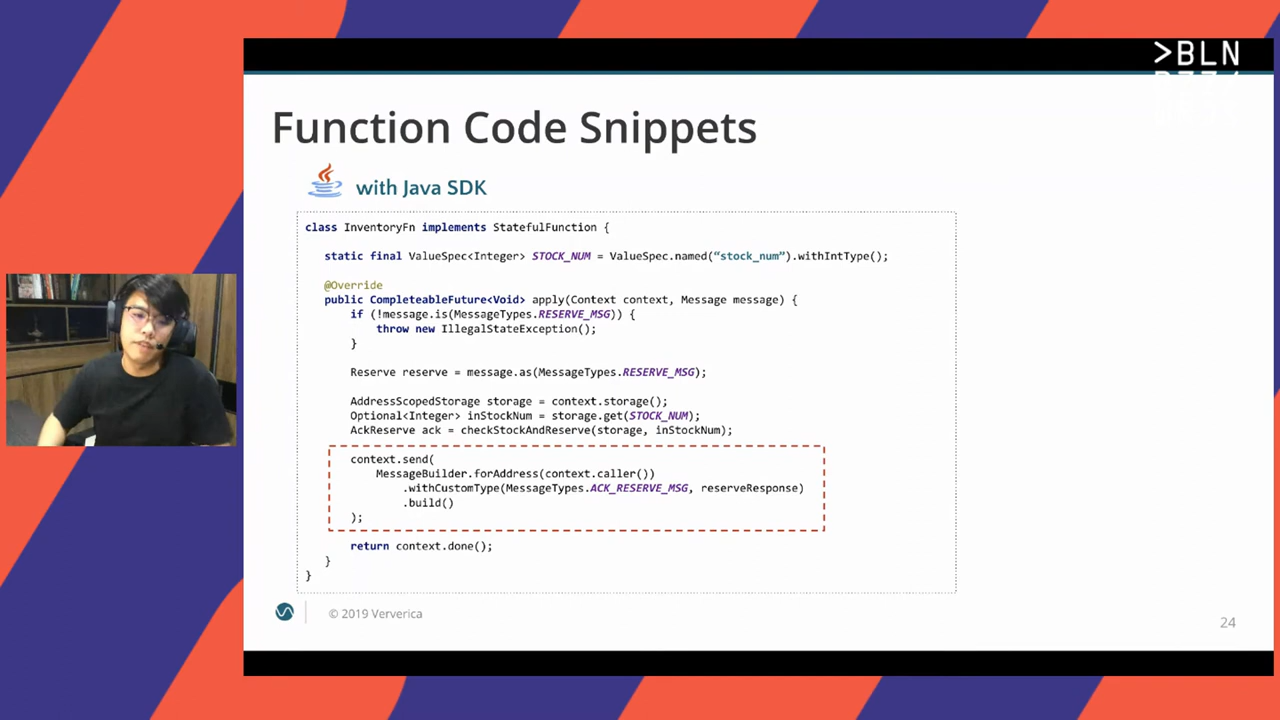 >BLN
Function Code Snippets
with Java SDK
class InventoryFn implements StatefulFunction {
static final ValueSpec<Integer> STOCK_NUM = ValueSpec.named(“stock_num”).withIntType();
@Override
public CompleteableFuture<Void> apply(Context context, Message message) {
if (!message.is(MessageTypes.RESERVE_MSG)) {
throw new IllegalStateException();
}
Reserve reserve = message.as(MessageTypes.RESERVE_MSG);
AddressScopedStorage storage = context.storage();
Optional<Integer> inStockNum = storage.get(STOCK_NUM);
AckReserve ack = checkStockAndReserve(storage, inStockNum);
context.send(
MessageBuilder.forAddress(context.caller())
.withCustomType(MessageTypes.ACK_RESERVE_MSG, reserveResponse)
.build()
);
return context.done();
}
}
© 2019 Ververica
24